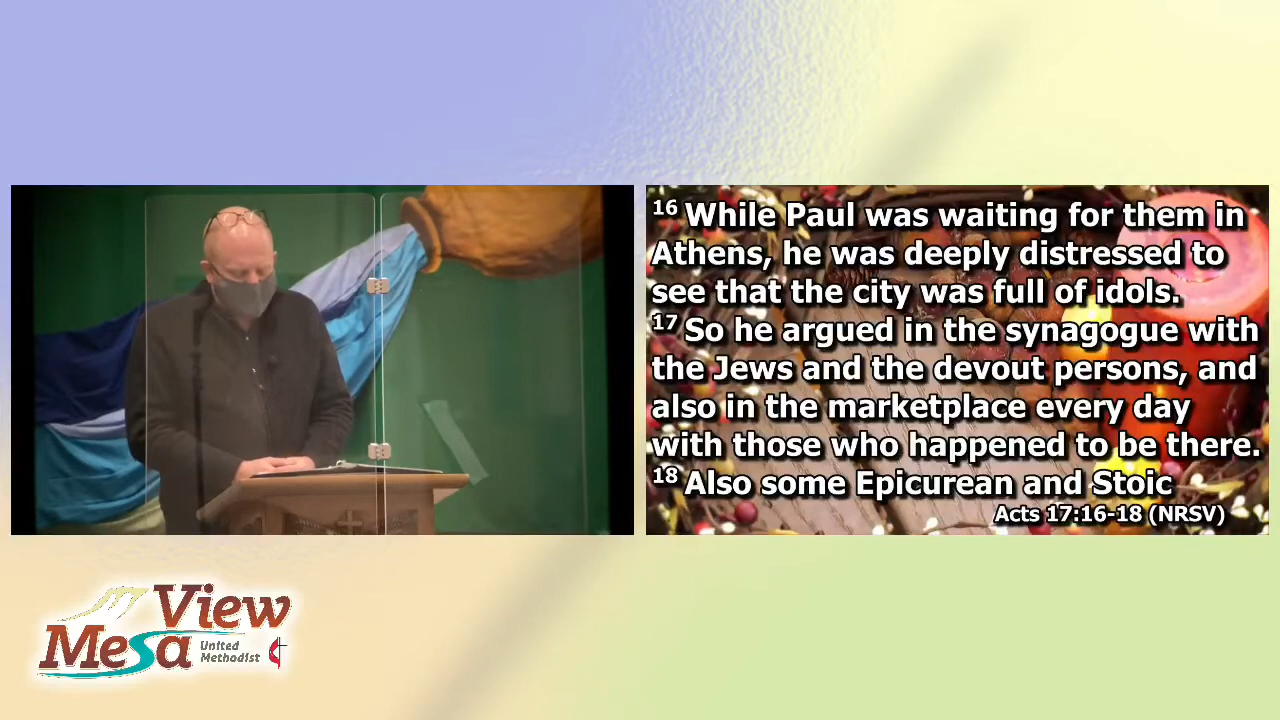 16 While Paul was waiting for them in
Athens, he was deeply distressed to
see that the city was full of idols.
17 So he argued in the synagogue with
the Jews and the devout persons, and
also in the marketplace every day
with those who happened to be there.
18 Also some Epicurean and Stoic
Acts 17:16-18 (NRSV)
View
Mesa
United
Methodist